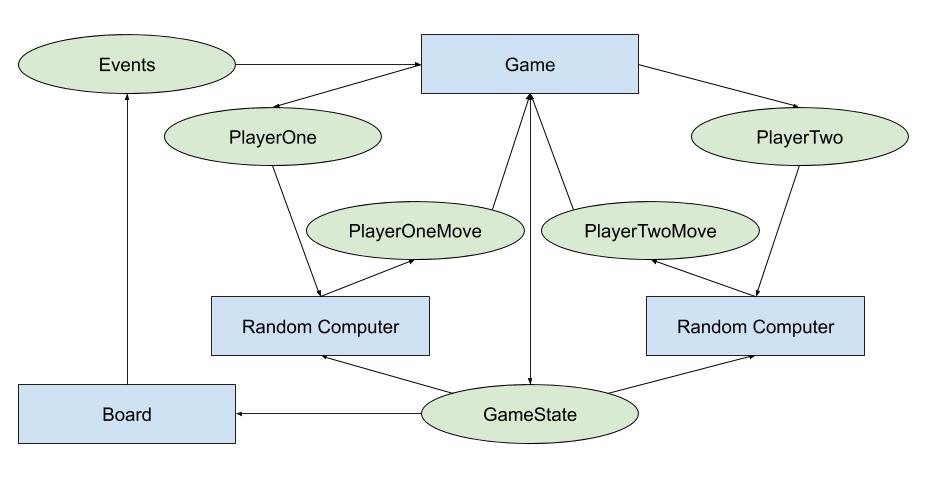 Events
Game
PlayerOne
PlayerTwo
PlayerOneMove
PlayerTwoMove
Random Computer
Random Computer
Board
GameState